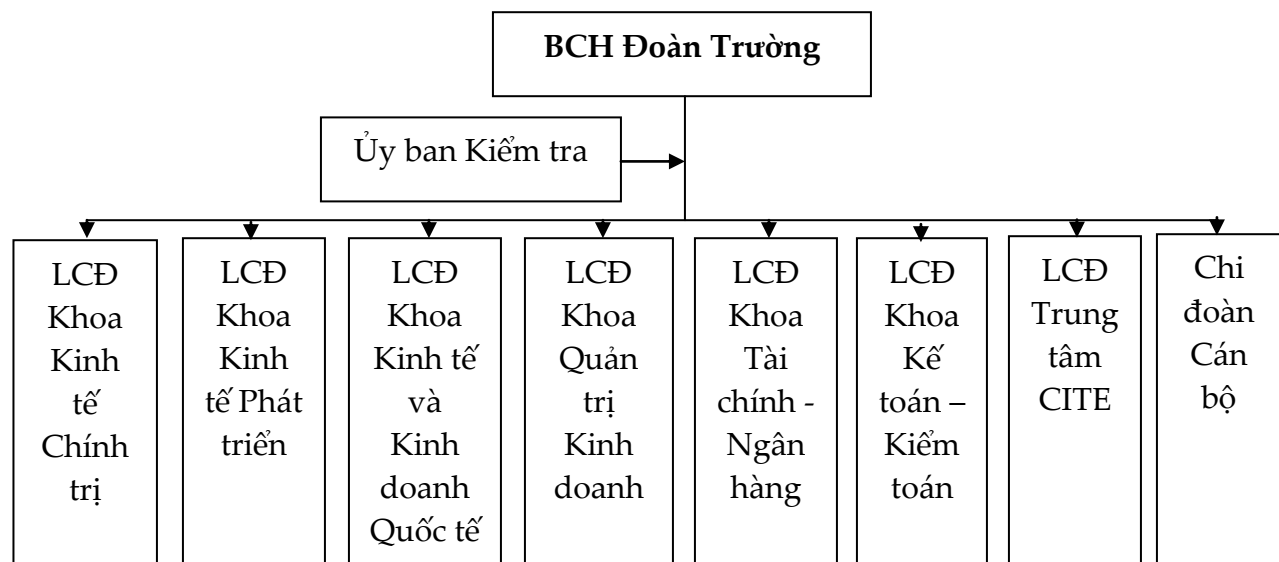 BCH Đoàn Trường
Ủy ban Kiểm tra
LCĐ
Khoa
Kinh
tế
Chính
trị
LCĐ
Khoa
Kinh
tế Phát
triển
LCĐ
Khoa
Kinh tế
và
Kinh
doanh
Quốc tế
LCĐ
Khoa
Quản
trị
Kinh
doanh
LCĐ
Khoa
Tài
chính -
Ngân
hàng
LCĐ
Khoa
Kế
toán –
Kiểm
toán
LCĐ
Trung
tâm
CITE
Chi
đoàn
Cán
bộ